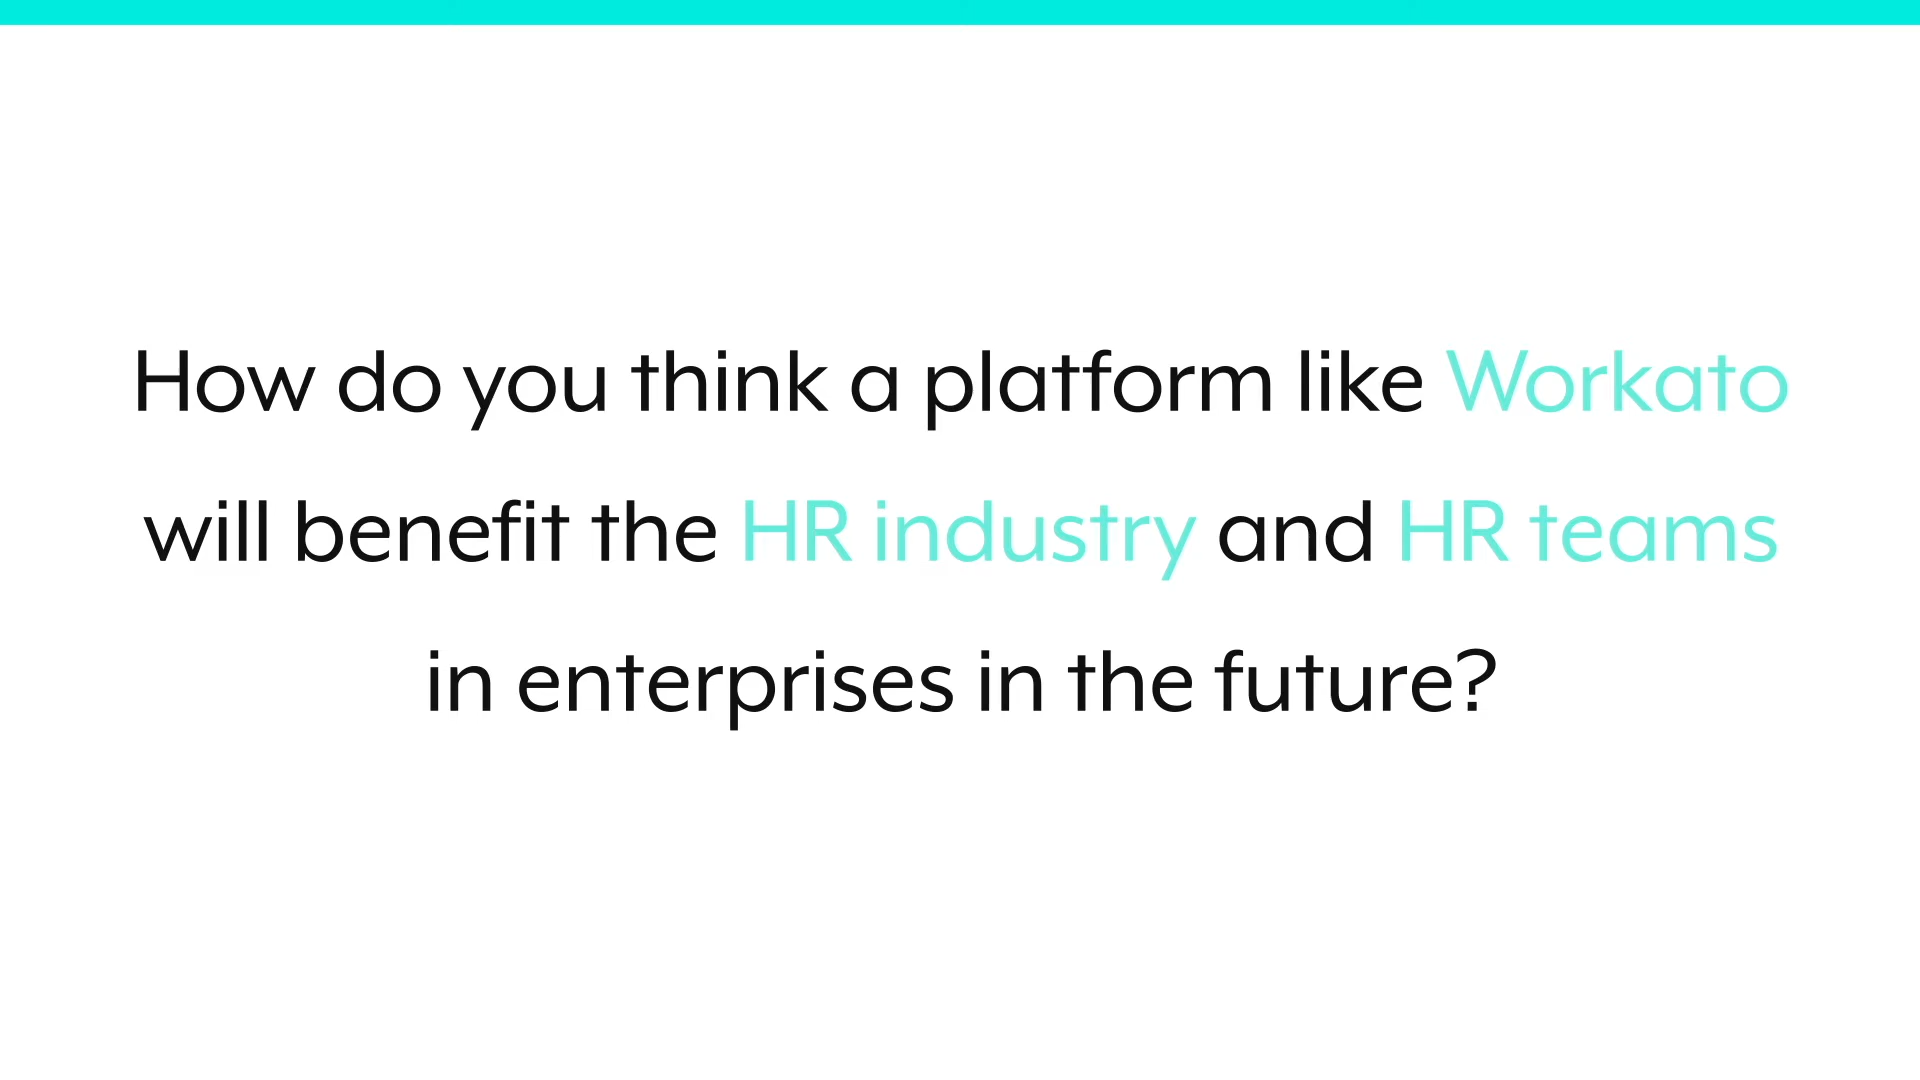 How do you think a platform like Workato
will benefit the HR industry and HR teams
in enterprises in the future?